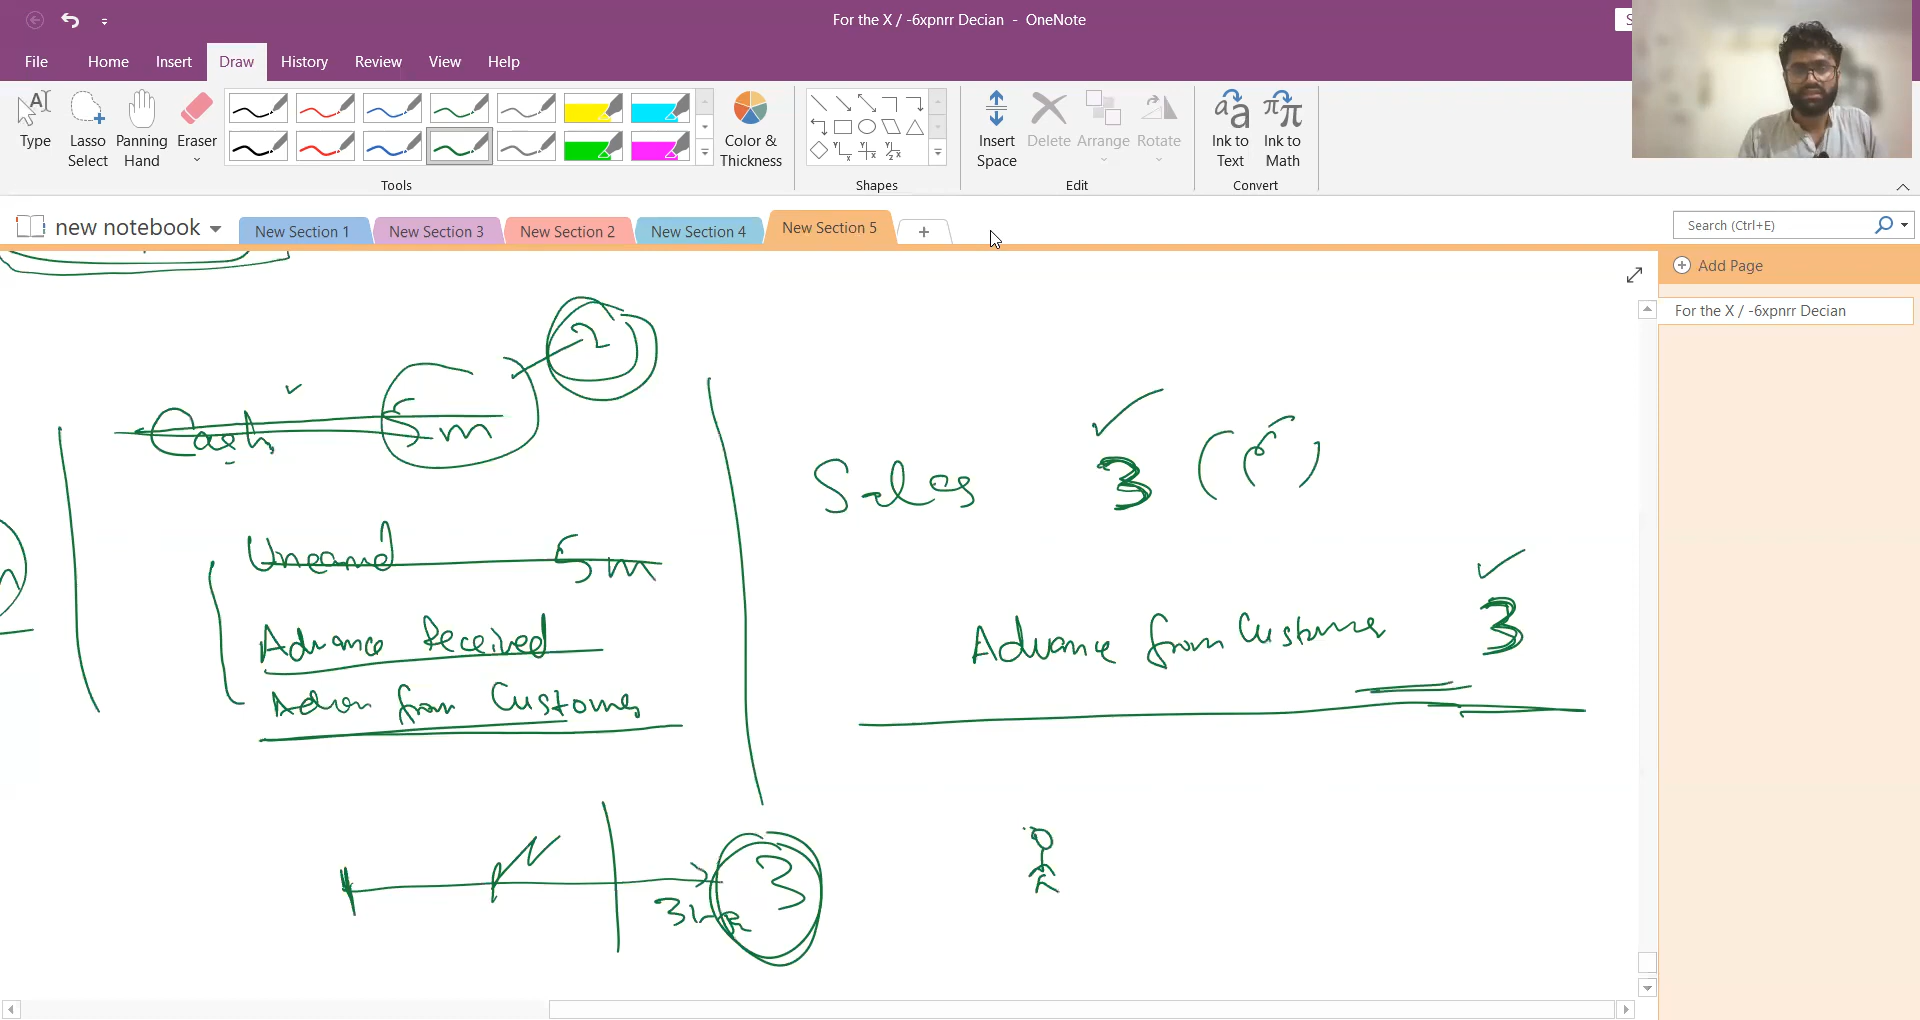 For the X / -6xpnrr Decian - OneNote
File Home Insert Draw History Review View Help
Type
Lasso Select
Panning Hand
Eraser
Color & Thickness
Insert Space
Delete
Arrange
Rotate
Ink to Text
Ink to Math
Tools
Shapes
Edit
Convert
new notebook
New Section 1
New Section 3
New Section 2
New Section 4
New Section 5
Search (Ctrl+E)
Add Page
For the X / -6xpnrr Decian
2
Cash 5m
Sales 3
5m
Advance Received
from Customer
Advance from Customer 3
3